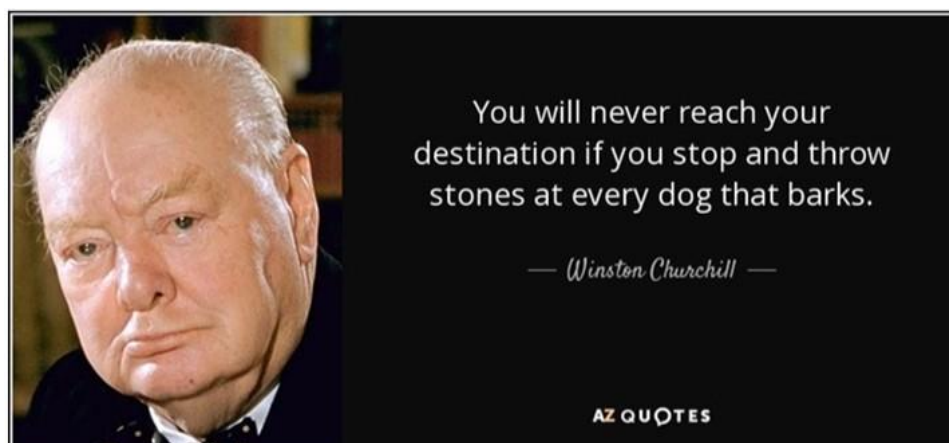 You will never reach your
destination if you stop and throw
stones at every dog that barks.
— Winston Churchill —
AZ QUOTES